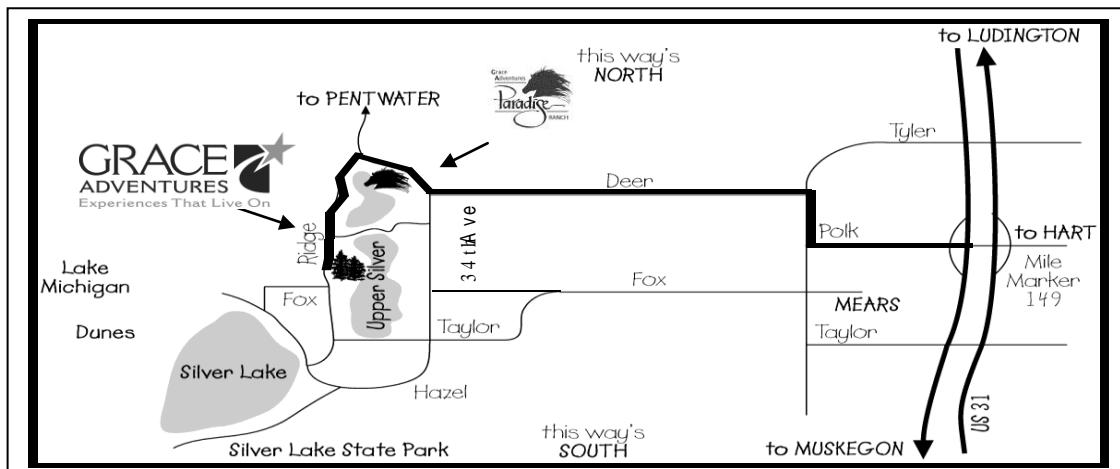 to LUDINGTON
this way's
NORTH
Grace
Adventures
Paradise
RANCH
to PENTWATER
Tyler
GRACE
ADVENTURES
Experiences That Live On
Deer
34th Ave
Ridge
Polk
to HART
Upper Silver
Lake
Michigan
Mile
Marker
149
Fox
Fox
MEARS
Dunes
Taylor
Taylor
Silver Lake
Hazel
US 31
this way's
SOUTH
Silver Lake State Park
to MUSKEGON